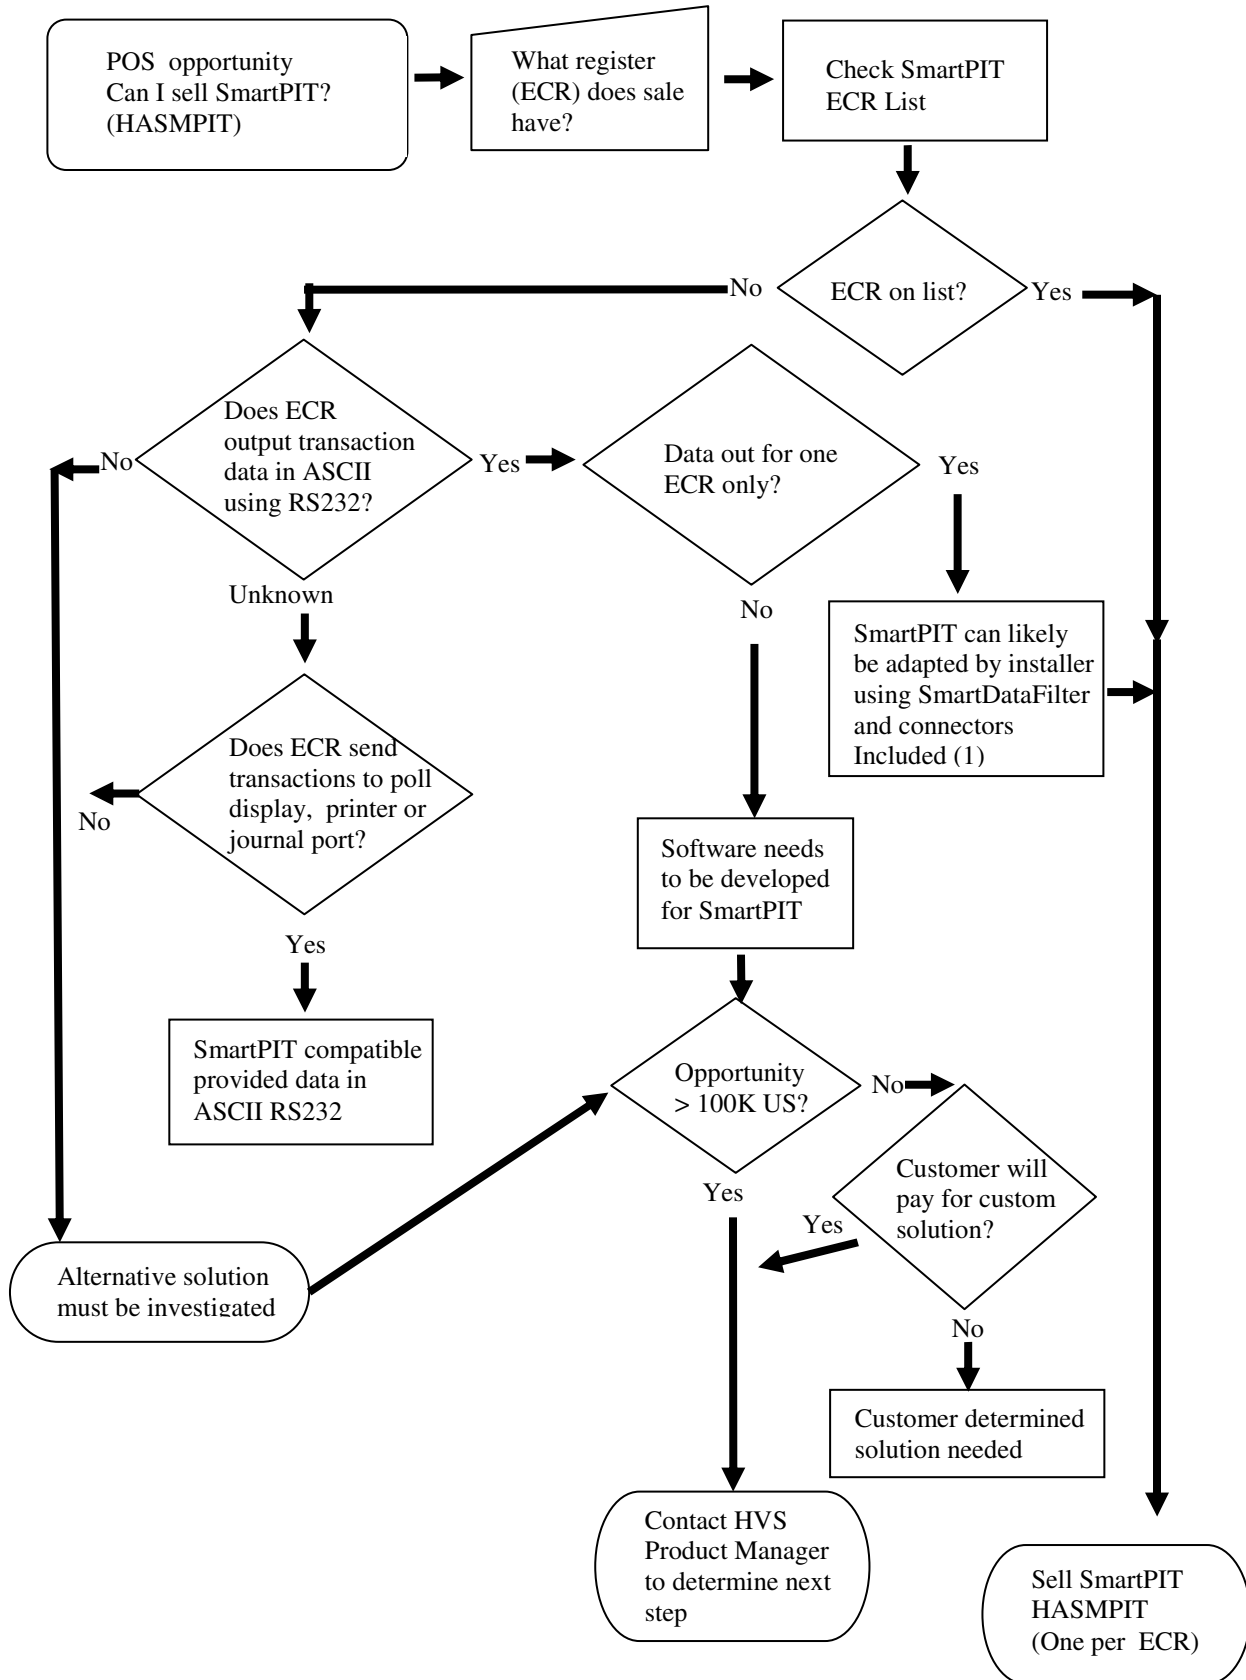 POS opportunity
Can I sell SmartPIT?
(HASMPIT)
What register
(ECR) does sale
have?
Check SmartPIT
ECR List
No
ECR on list?
Yes
Does ECR
output transaction
data in ASCII
using RS232?
No
Yes
Data out for one
ECR only?
Yes
Unknown
No
SmartPIT can likely
be adapted by installer
using SmartDataFilter
and connectors
Included (1)
Does ECR send
transactions to poll
display, printer or
journal port?
No
Software needs
to be developed
for SmartPIT
Yes
SmartPIT compatible
provided data in
ASCII RS232
Opportunity
> 100K US?
No
Customer will
pay for custom
solution?
Yes
Yes
Alternative solution
must be investigated
No
Customer determined
solution needed
Contact HVS
Product Manager
to determine next
step
Sell SmartPIT
HASMPIT
(One per ECR)